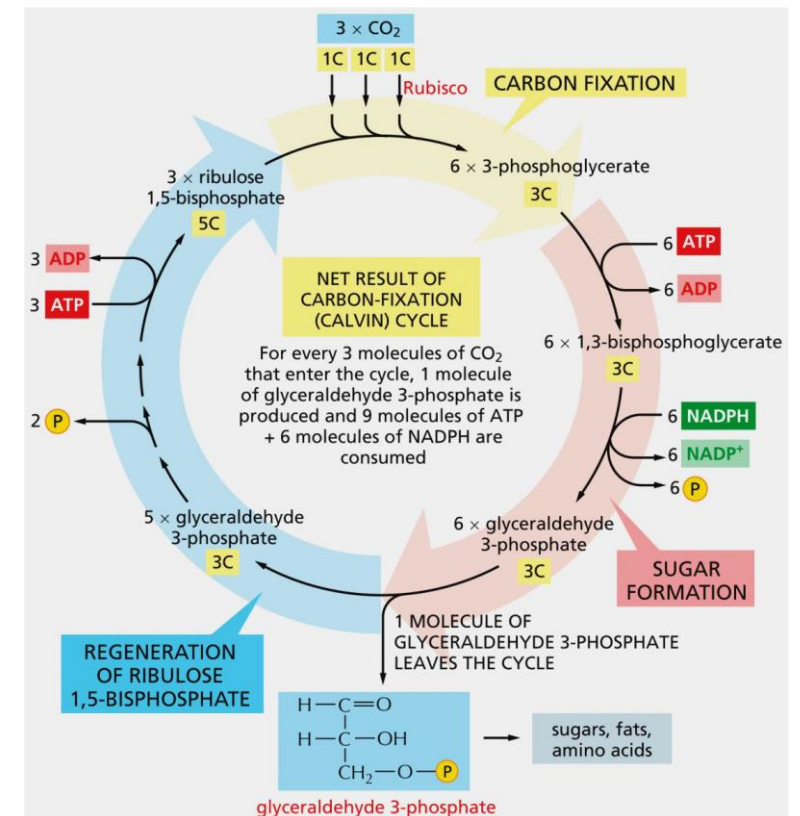 3 × CO₂
1C 1C 1C
Rubisco
CARBON FIXATION
6 × 3-phosphoglycerate
3C
6 ATP
6 ADP
6 × 1,3-bisphosphoglycerate
3C
6 NADPH
6 NADP⁺
6 P
6 × glyceraldehyde
3-phosphate
3C
SUGAR
FORMATION
1 MOLECULE OF
GLYCERALDEHYDE 3-PHOSPHATE
LEAVES THE CYCLE
H—C=O
H—C—OH
CH₂—O—P
glyceraldehyde 3-phosphate
sugars, fats,
amino acids
5 × glyceraldehyde
3-phosphate
3C
REGENERATION
OF RIBULOSE
1,5-BISPHOSPHATE
2 P
3 ATP
3 ADP
3 × ribulose
1,5-bisphosphate
5C
NET RESULT OF
CARBON-FIXATION
(CALVIN) CYCLE
For every 3 molecules of CO₂
that enter the cycle, 1 molecule
of glyceraldehyde 3-phosphate is
produced and 9 molecules of ATP
+ 6 molecules of NADPH are
consumed